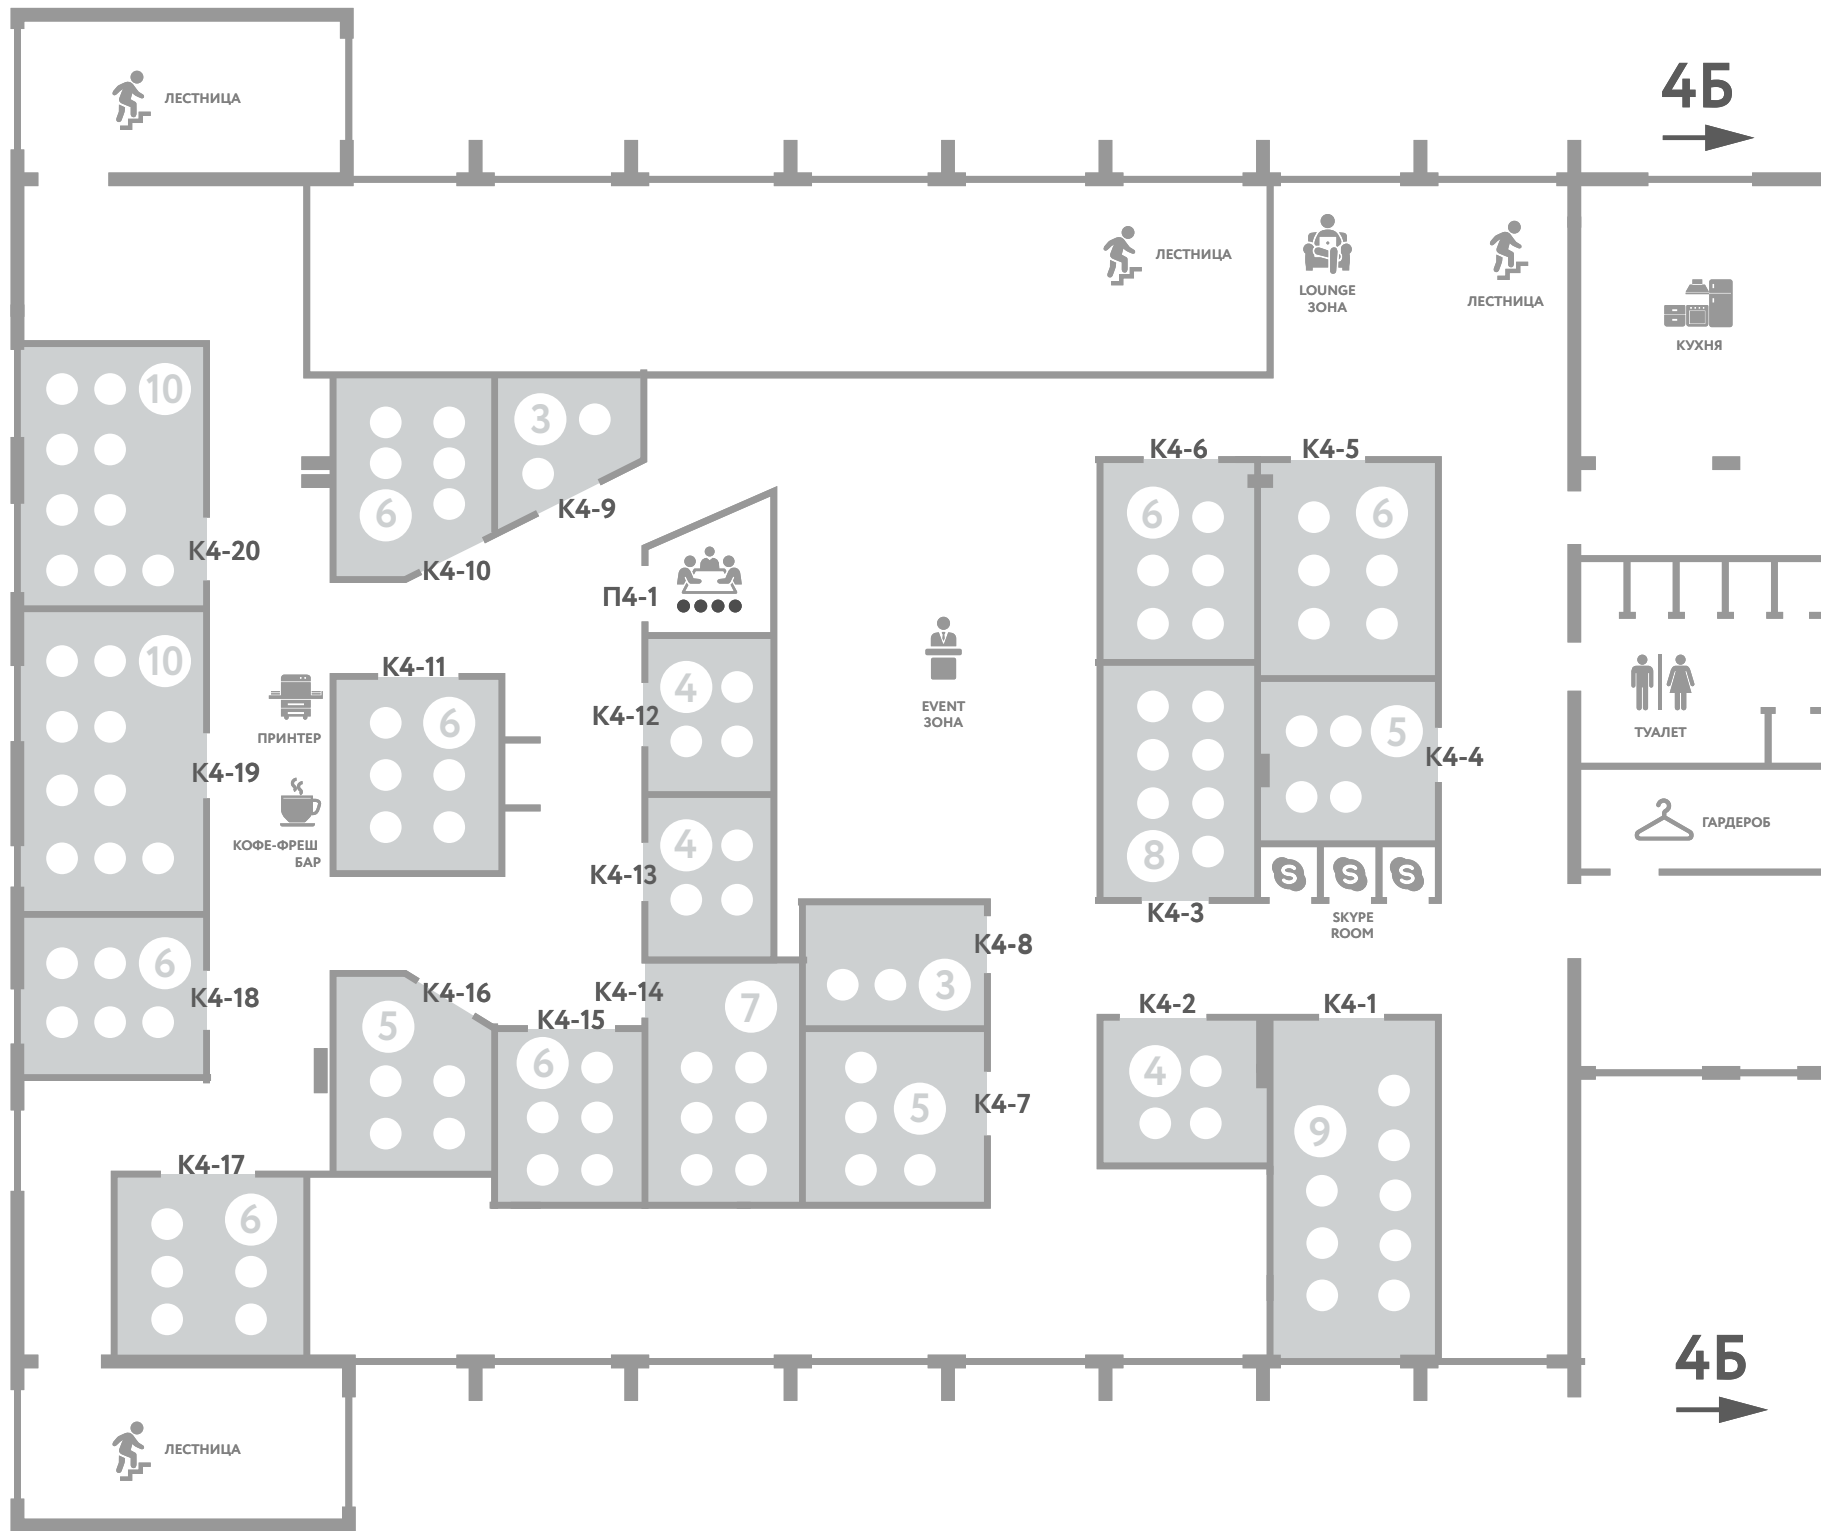 4Б
ЛЕСТНИЦА
ЛЕСТНИЦА
LOUNGE
ЗОНА
ЛЕСТНИЦА
КУХНЯ
10
3
6
К4-9
К4-20
К4-10
К4-6
К4-5
6
6
П4-1
10
К4-11
6
4
К4-12
EVENT
ЗОНА
ПРИНТЕР
К4-19
5
К4-4
ТУАЛЕТ
КОФЕ-ФРЕШ
БАР
4
К4-13
8
S
S
S
ГАРДЕРОБ
К4-3
SKYPE
ROOM
6
К4-18
К4-16
5
К4-14
7
К4-8
3
К4-15
6
К4-2
К4-1
4
9
5
К4-7
К4-17
6
4Б
ЛЕСТНИЦА